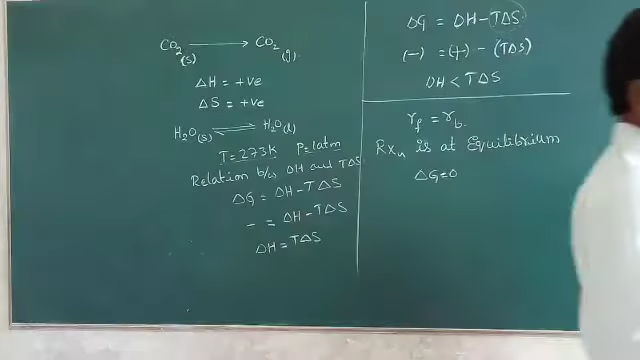 CO₂(s) ⟶ CO₂(g).
ΔH = +ve
ΔS = +ve
H₂O(s) ⇌ H₂O(l)
T=273K P=1atm
Relation b/w ΔH and TΔS
ΔG = ΔH-TΔS
- = ΔH-TΔS
ΔH = TΔS
ΔG = ΔH-TΔS
(-) = (+) - (TΔS)
ΔH < TΔS
r_f = r_b.
Rxn is at Equilibrium
ΔG=0